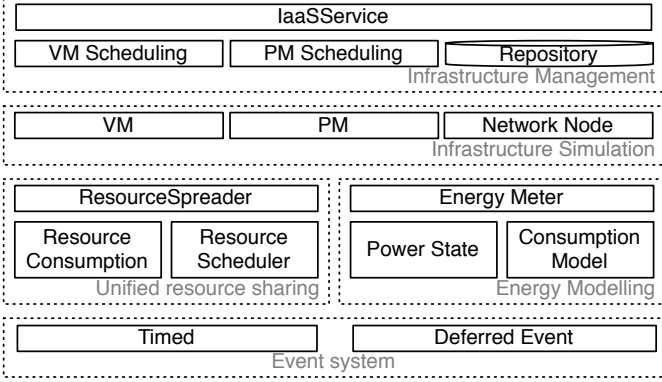 IaaSService
VM Scheduling
PM Scheduling
Repository
Infrastructure Management
VM
PM
Network Node
Infrastructure Simulation
ResourceSpreader
Resource
Consumption
Resource
Scheduler
Unified resource sharing
Energy Meter
Power State
Consumption
Model
Energy Modelling
Timed
Deferred Event
Event system